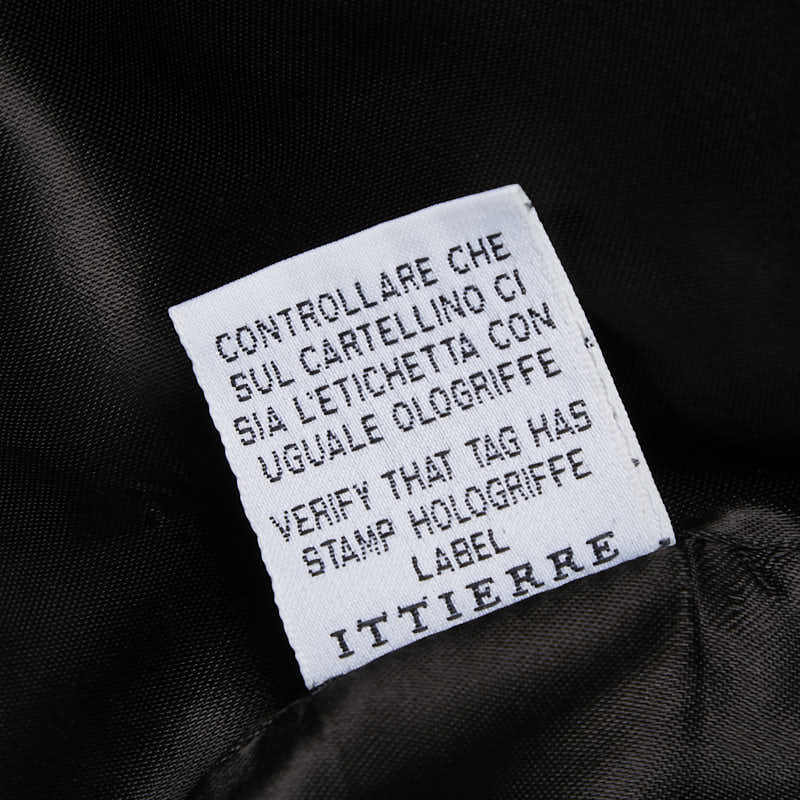 CONTROLLARE CHE
SUL CARTELLINO CI
SIA L'ETICHETTA CON
UGUALE OLOGRIFFE
VERIFY THAT TAG HAS
STAMP HOLOGRIFFE
LABEL
ITTIERRE